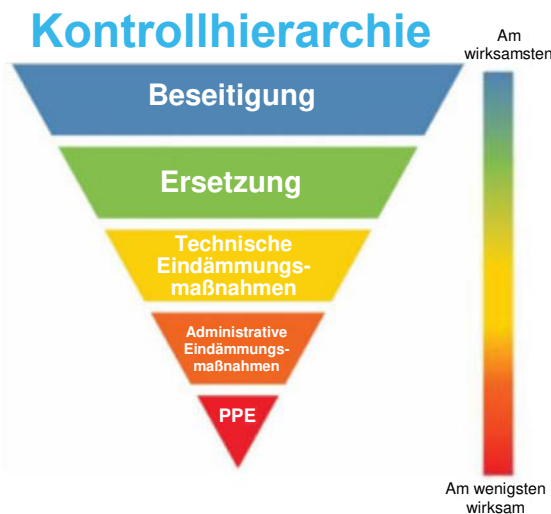 Kontrollhierarchie
Am
wirksamsten
Beseitigung
Ersetzung
Technische
Eindämmungs-
maßnahmen
Administrative
Eindämmungs-
maßnahmen
PPE
Am wenigsten
wirksam